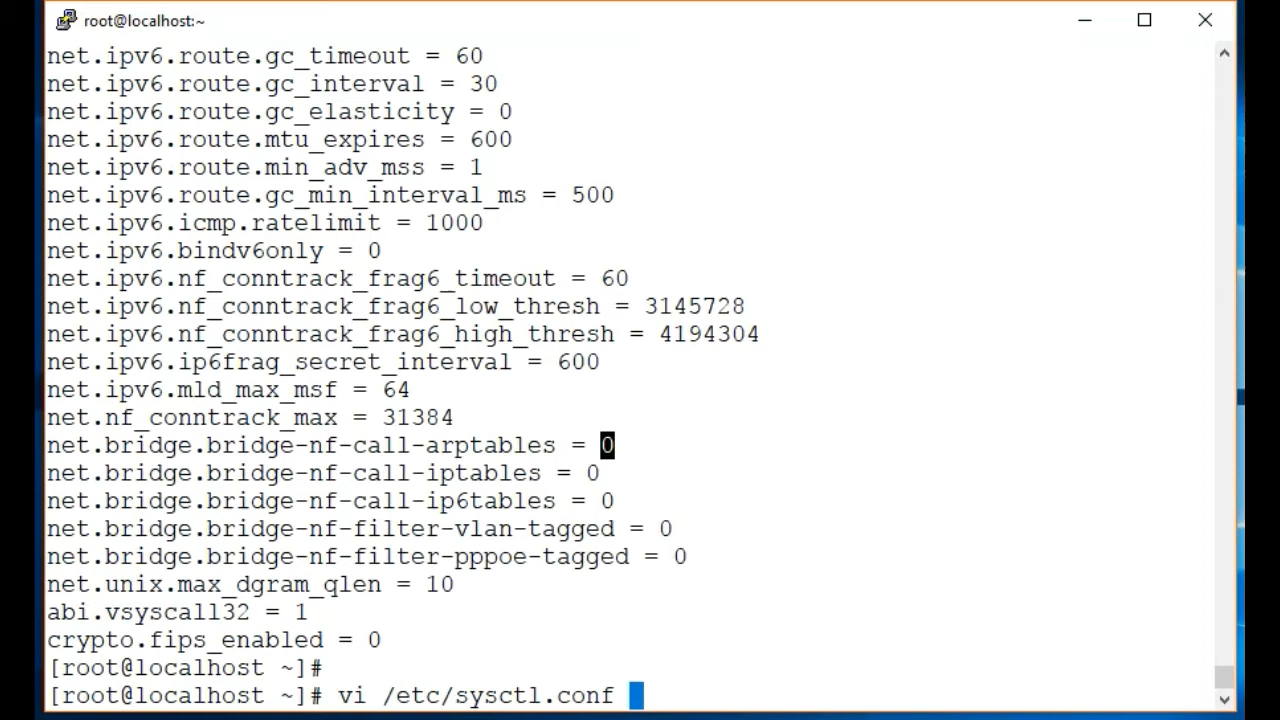 root@localhost:~
net.ipv6.route.gc_timeout = 60
net.ipv6.route.gc_interval = 30
net.ipv6.route.gc_elasticity = 0
net.ipv6.route.mtu_expires = 600
net.ipv6.route.min_adv_mss = 1
net.ipv6.route.gc_min_interval_ms = 500
net.ipv6.icmp.ratelimit = 1000
net.ipv6.bindv6only = 0
net.ipv6.nf_conntrack_frag6_timeout = 60
net.ipv6.nf_conntrack_frag6_low_thresh = 3145728
net.ipv6.nf_conntrack_frag6_high_thresh = 4194304
net.ipv6.ip6frag_secret_interval = 600
net.ipv6.mld_max_msf = 64
net.nf_conntrack_max = 31384
net.bridge.bridge-nf-call-arptables = 0
net.bridge.bridge-nf-call-iptables = 0
net.bridge.bridge-nf-call-ip6tables = 0
net.bridge.bridge-nf-filter-vlan-tagged = 0
net.bridge.bridge-nf-filter-pppoe-tagged = 0
net.unix.max_dgram_qlen = 10
abi.vsyscall32 = 1
crypto.fips_enabled = 0
[root@localhost ~]#
[root@localhost ~]# vi /etc/sysctl.conf